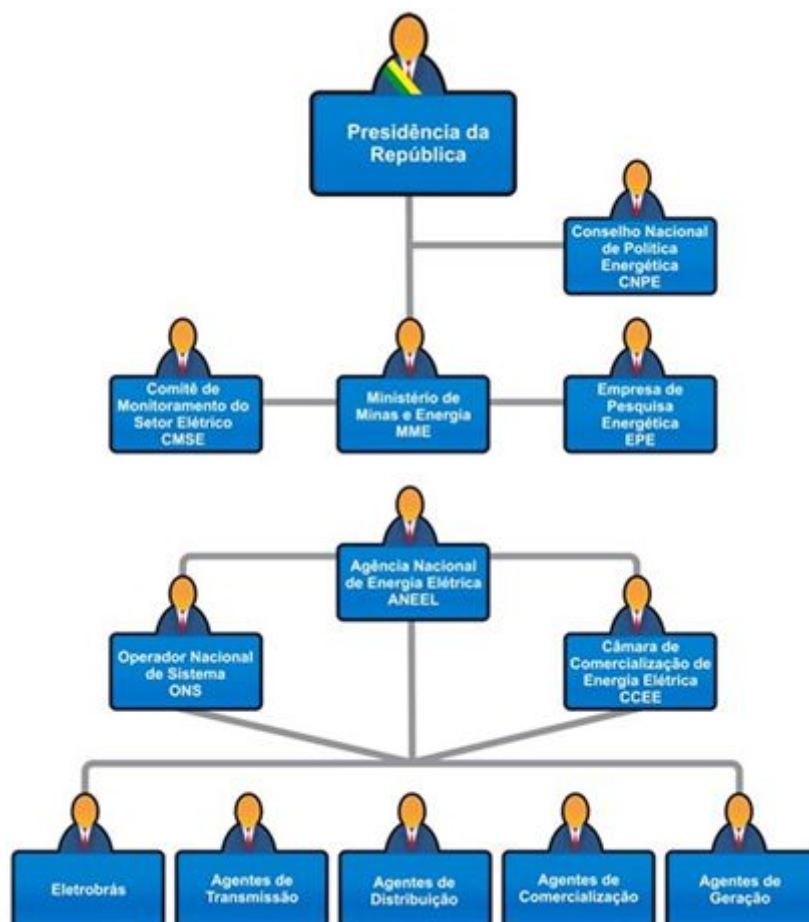 Presidência da
República
Conselho Nacional
de Política
Energética
CNPE
Comitê de
Monitoramento do
Setor Elétrico
CMSE
Ministério de
Minas e Energia
MME
Empresa de
Pesquisa
Energética
EPE
Agência Nacional
de Energia Elétrica
ANEEL
Operador Nacional
de Sistema
ONS
Câmara de
Comercialização de
Energia Elétrica
CCEE
Eletrobrás
Agentes de
Transmissão
Agentes de
Distribuição
Agentes de
Comercialização
Agentes de
Geração